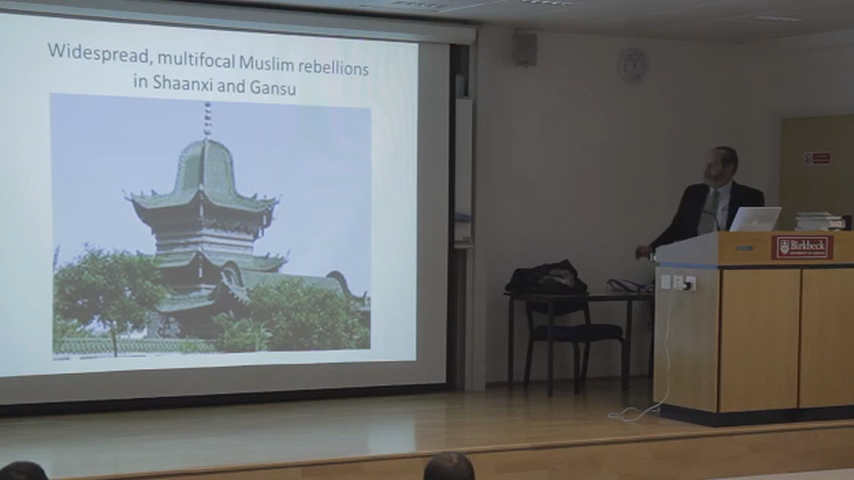 Widespread, multifocal Muslim rebellions
in Shaanxi and Gansu
Birkbeck